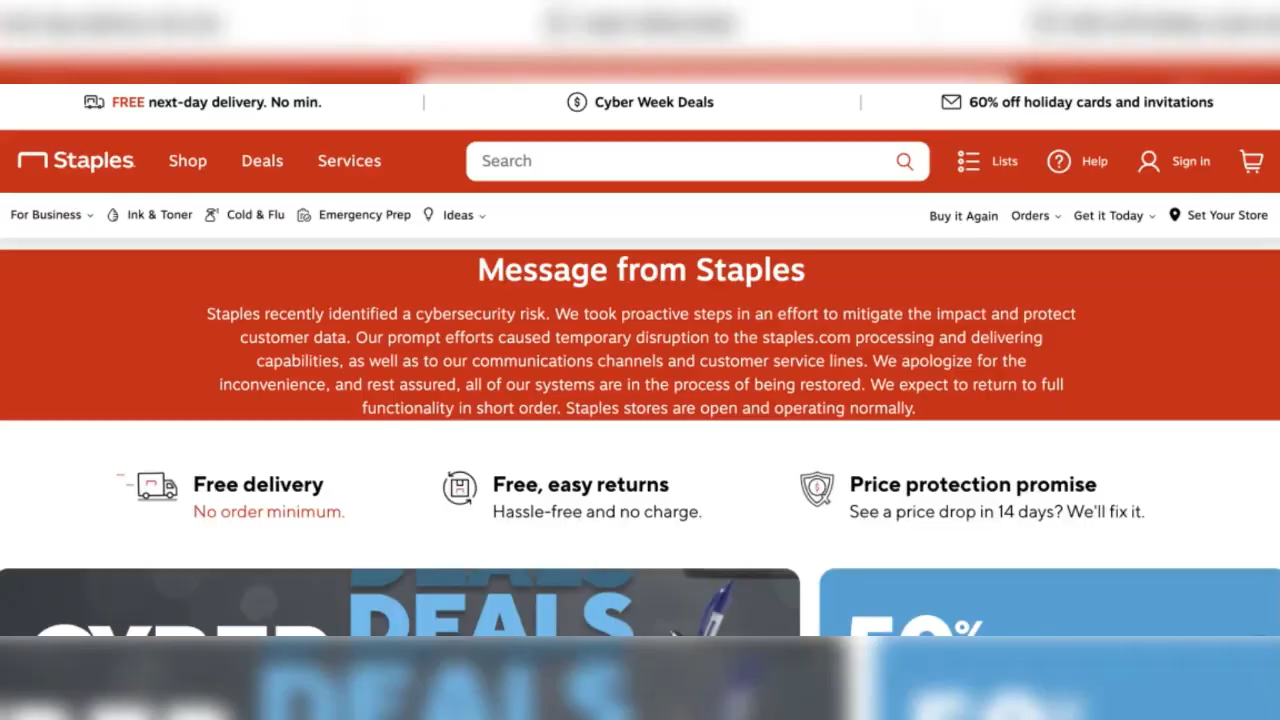 FREE next-day delivery. No min.
Cyber Week Deals
60% off holiday cards and invitations
Staples
Shop
Deals
Services
Search
Lists
Help
Sign in
For Business
Ink & Toner
Cold & Flu
Emergency Prep
Ideas
Buy it Again
Orders
Get it Today
Set Your Store
Message from Staples
Staples recently identified a cybersecurity risk. We took proactive steps in an effort to mitigate the impact and protect
customer data. Our prompt efforts caused temporary disruption to the staples.com processing and delivering
capabilities, as well as to our communications channels and customer service lines. We apologize for the
inconvenience, and rest assured, all of our systems are in the process of being restored. We expect to return to full
functionality in short order. Staples stores are open and operating normally.
Free delivery
No order minimum.
Free, easy returns
Hassle-free and no charge.
Price protection promise
See a price drop in 14 days? We'll fix it.
DEALS
CYBER
DEALS
50%